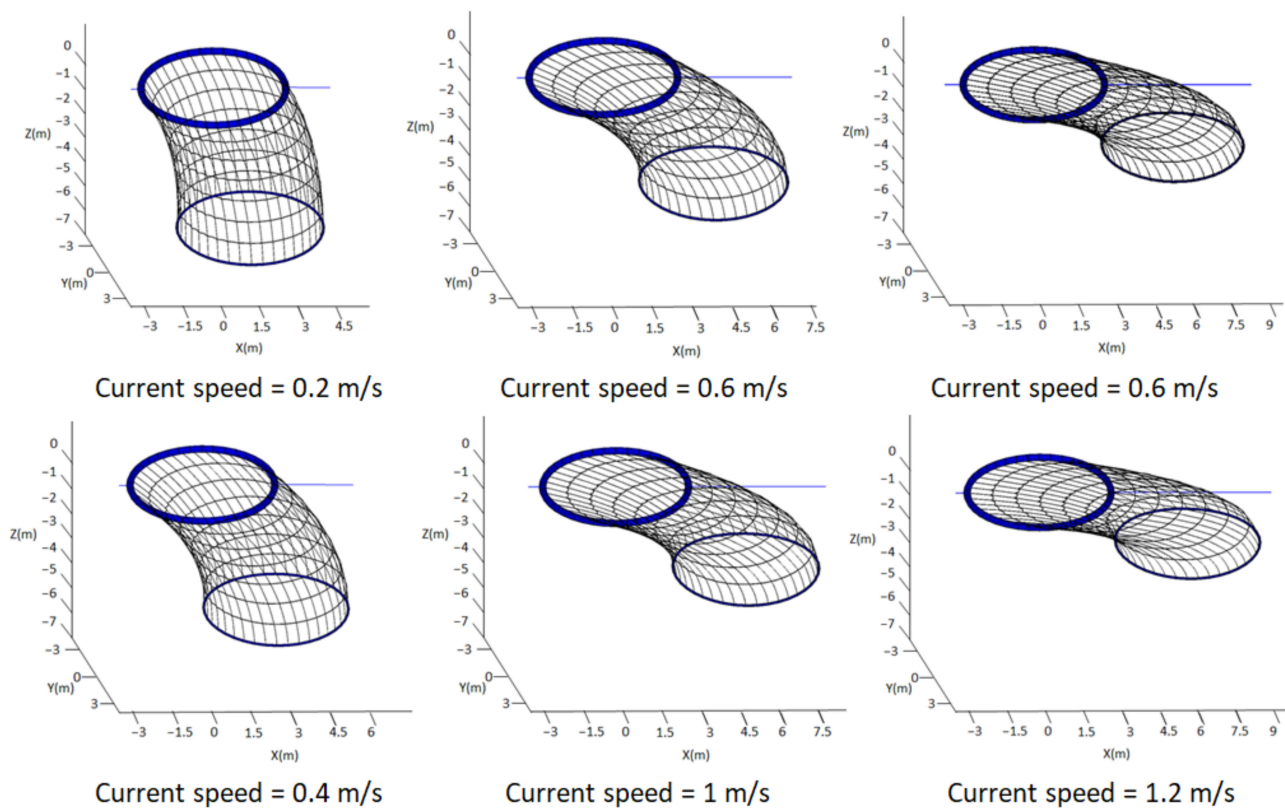 0
−1
−2
−3
Z(m)
−4
−5
−6
−7
−3
Y(m) 0
3
−3 −1.5 0 1.5 3 4.5
X(m)
Current speed = 0.2 m/s
0
−1
−2
−3
Z(m)
−4
−5
−6
−7
−3
Y(m) 0
3
−3 −1.5 0 1.5 3 4.5 6 7.5
X(m)
Current speed = 0.6 m/s
0
−1
−2
−3
Z(m)
−4
−5
−6
−7
−3
Y(m) 0
3
−3 −1.5 0 1.5 3 4.5 6 7.5 9
X(m)
Current speed = 0.6 m/s
0
−1
−2
−3
Z(m)
−4
−5
−6
−7
−3
Y(m) 0
3
−3 −1.5 0 1.5 3 4.5 6
X(m)
Current speed = 0.4 m/s
0
−1
−2
−3
Z(m)
−4
−5
−6
−7
−3
Y(m) 0
3
−3 −1.5 0 1.5 3 4.5 6 7.5
X(m)
Current speed = 1 m/s
0
−1
−2
−3
Z(m)
−4
−5
−6
−7
−3
Y(m) 0
3
−3 −1.5 0 1.5 3 4.5 6 7.5 9
X(m)
Current speed = 1.2 m/s